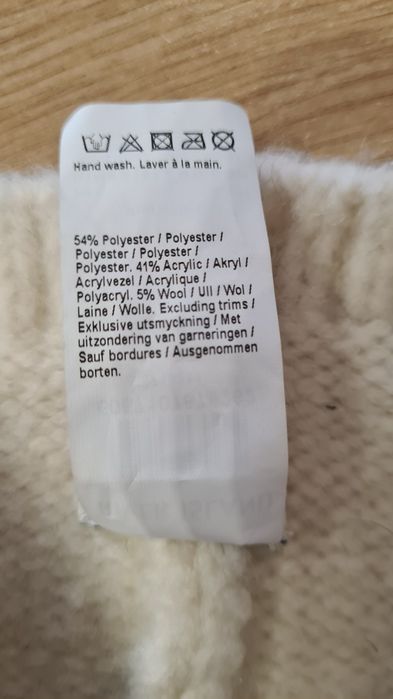 Hand wash. Laver à la main.
54% Polyester / Polyester /
Polyester / Polyester /
Polyester. 41% Acrylic / Akryl /
Acrylvezel / Acrylique /
Polyacryl. 5% Wool / Ull / Wol /
Laine / Wolle. Excluding trims /
Exklusive utsmyckning / Met
uitzondering van garneringen /
Sauf bordures / Ausgenommen
borten.